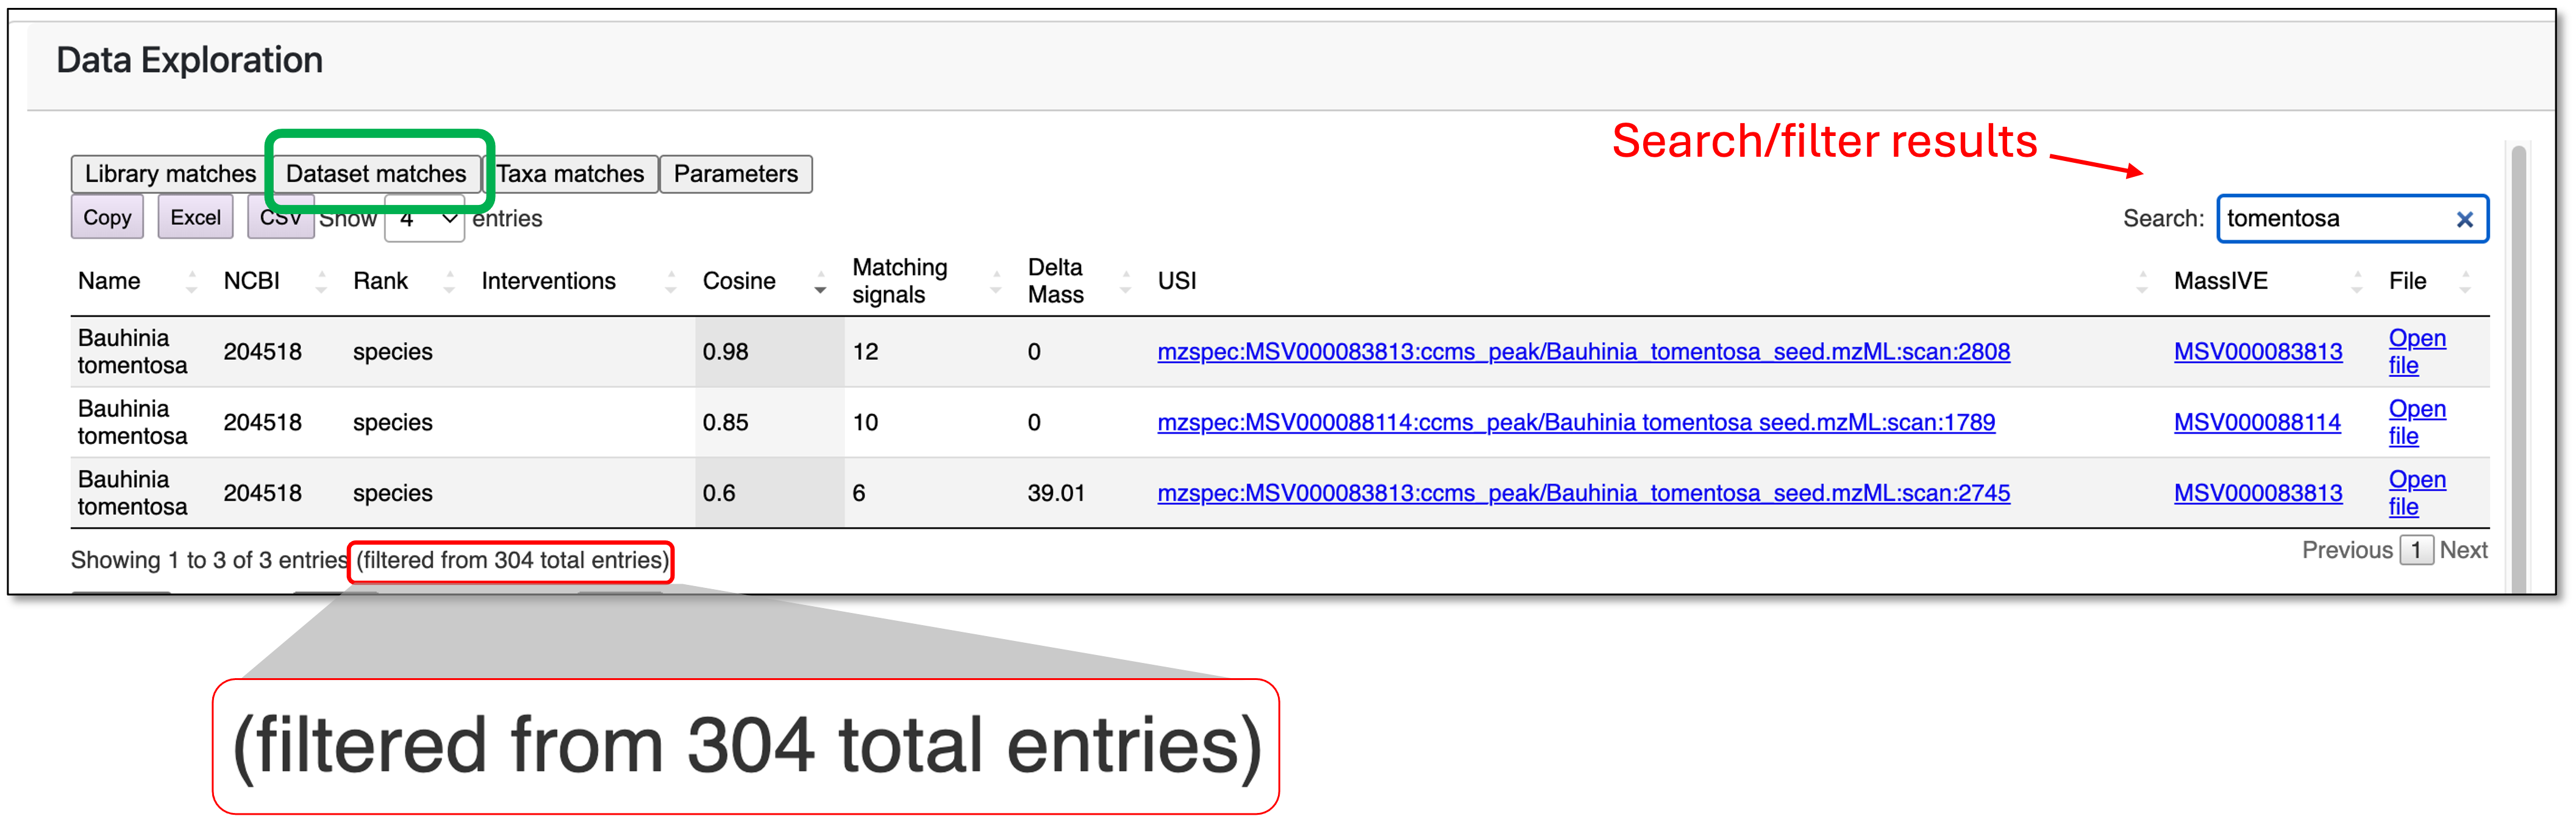 Data Exploration
Search/filter results
Library matches Dataset matches Taxa matches Parameters
Copy Excel CSV Show 4 entries Search: tomentosa
Name NCBI Rank Interventions Cosine Matching signals Delta Mass USI MassIVE File
Bauhinia tomentosa 204518 species 0.98 12 0 mzspec:MSV000083813:ccms_peak/Bauhinia_tomentosa_seed.mzML:scan:2808 MSV000083813 Open file
Bauhinia tomentosa 204518 species 0.85 10 0 mzspec:MSV000088114:ccms_peak/Bauhinia tomentosa seed.mzML:scan:1789 MSV000088114 Open file
Bauhinia tomentosa 204518 species 0.6 6 39.01 mzspec:MSV000083813:ccms_peak/Bauhinia_tomentosa_seed.mzML:scan:2745 MSV000083813 Open file
Showing 1 to 3 of 3 entries (filtered from 304 total entries) Previous 1 Next
(filtered from 304 total entries)